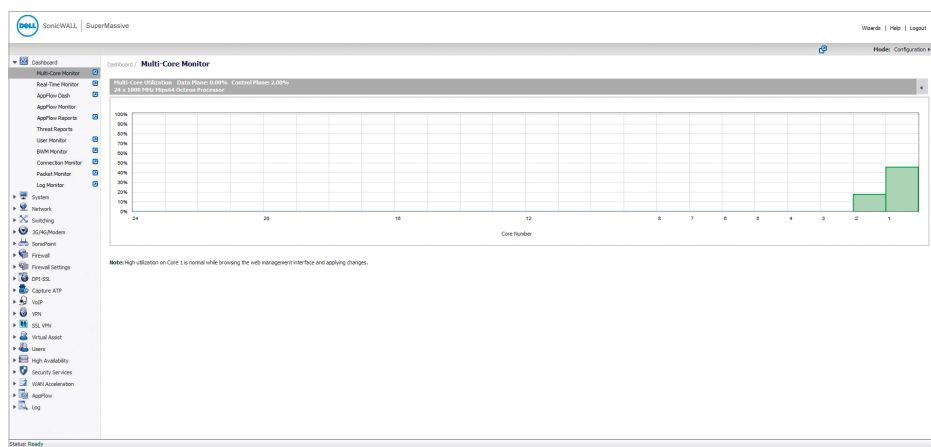 DELL SonicWALL | SuperMassive
Wizards | Help | Logout
Mode: Configuration
Dashboard
Multi-Core Monitor
Real-Time Monitor
AppFlow Dash
AppFlow Monitor
AppFlow Reports
Threat Reports
User Monitor
BWM Monitor
Connection Monitor
Packet Monitor
Log Monitor
System
Network
Switching
3G/4G/Modem
SonicPoint
Firewall
Firewall Settings
DPI-SSL
Capture ATP
VoIP
VPN
SSL VPN
Virtual Assist
Users
High Availability
Security Services
WAN Acceleration
AppFlow
Log
Dashboard / Multi-Core Monitor
Multi-Core Utilization Data Plane: 0.00% Control Plane: 2.00%
24 x 1000 MHz Mips64 Octeon Processor
100%
90%
80%
70%
60%
50%
40%
30%
20%
10%
0%
24 20 16 12 8 7 6 5 4 3 2 1
Core Number
Note: High utilization on Core 1 is normal while browsing the web management interface and applying changes.
Status: Ready